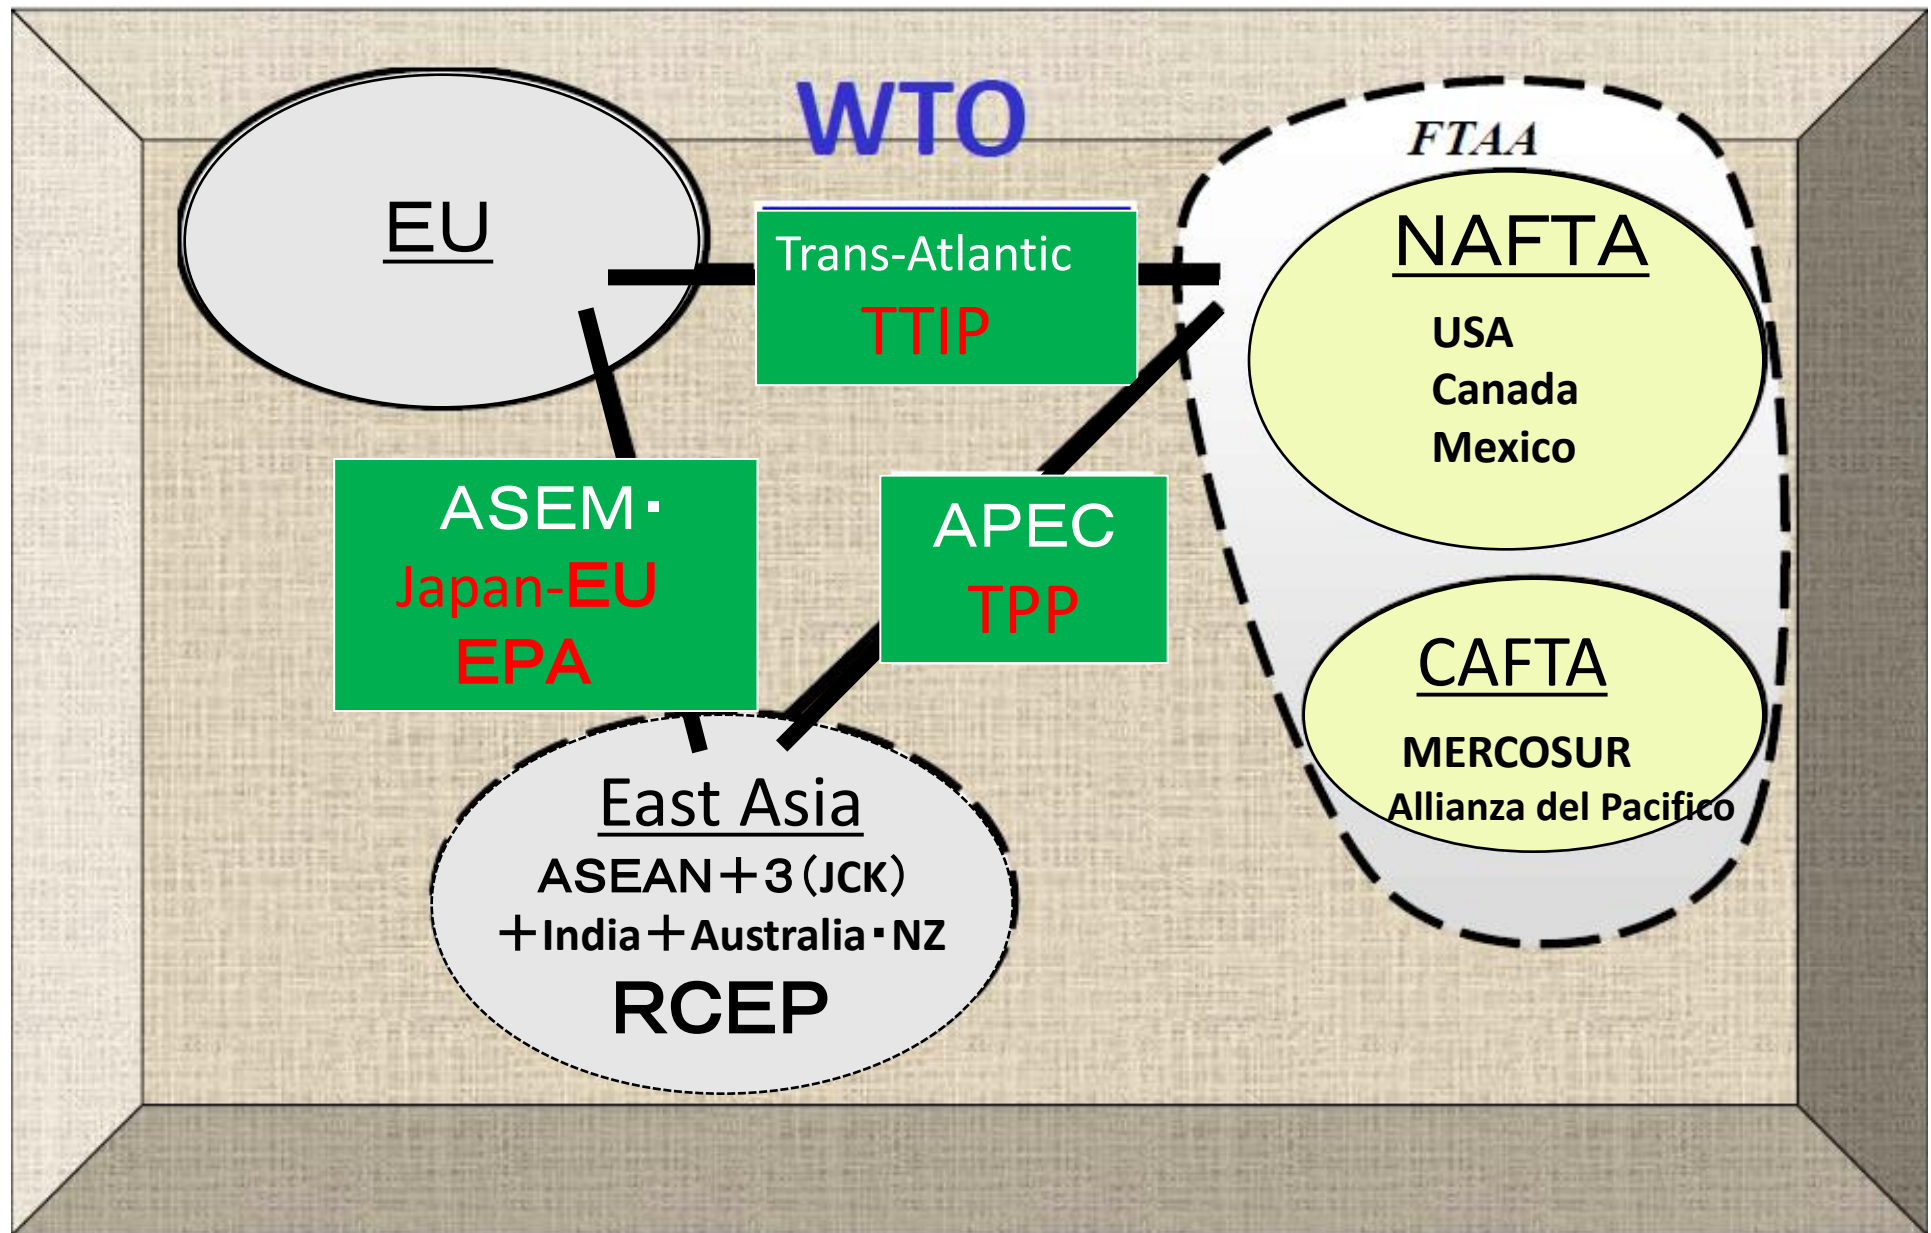 WTO
EU
Trans-Atlantic
TTIP
FTAA
NAFTA
USA
Canada
Mexico
ASEM・
Japan-EU
EPA
APEC
TPP
CAFTA
MERCOSUR
Allianza del Pacifico
East Asia
ASEAN＋３（JCK）
＋India＋Australia・NZ
RCEP